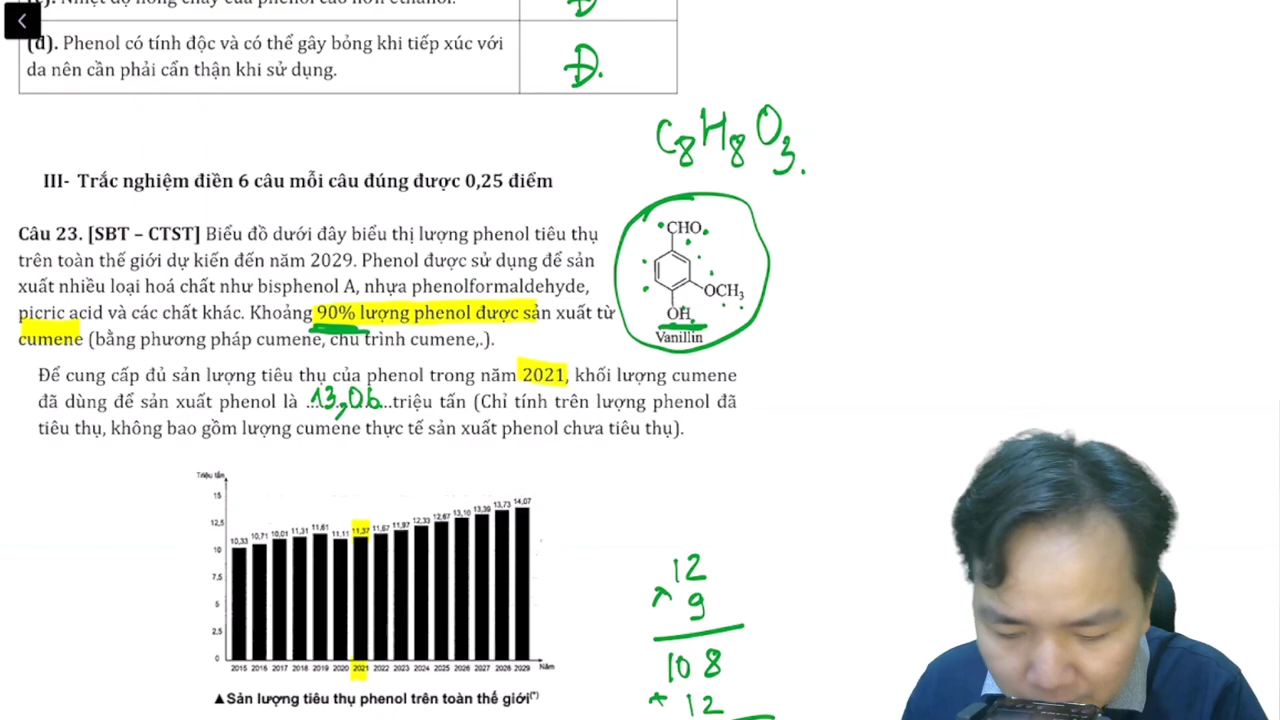 (c). Nhiệt độ nóng chảy của phenol cao hơn ethanol.
Đ
(d). Phenol có tính độc và có thể gây bỏng khi tiếp xúc với
da nên cần phải cẩn thận khi sử dụng.
Đ.
C8H8O3.
III- Trắc nghiệm điền 6 câu mỗi câu đúng được 0,25 điểm
Câu 23. [SBT – CTST] Biểu đồ dưới đây biểu thị lượng phenol tiêu thụ
trên toàn thế giới dự kiến đến năm 2029. Phenol được sử dụng để sản
xuất nhiều loại hoá chất như bisphenol A, nhựa phenolformaldehyde,
picric acid và các chất khác. Khoảng 90% lượng phenol được sản xuất từ
cumene (bằng phương pháp cumene, chu trình cumene,.).
CHO
OCH3
OH
Vanillin
Để cung cấp đủ sản lượng tiêu thụ của phenol trong năm 2021, khối lượng cumene
đã dùng để sản xuất phenol là ...13,06...triệu tấn (Chỉ tính trên lượng phenol đã
tiêu thụ, không bao gồm lượng cumene thực tế sản xuất phenol chưa tiêu thụ).
Triệu tấn
15
12,5
10
7,5
5
2,5
0
10,33 10,71 10,01 11,31 11,61 11,11 11,37 11,67 11,97 12,33 12,67 13,10 13,39 13,73 14,07
2015 2016 2017 2018 2019 2020 2021 2022 2023 2024 2025 2026 2027 2028 2029 Năm
▲Sản lượng tiêu thụ phenol trên toàn thế giới(*)
12
× 9
108
+ 12